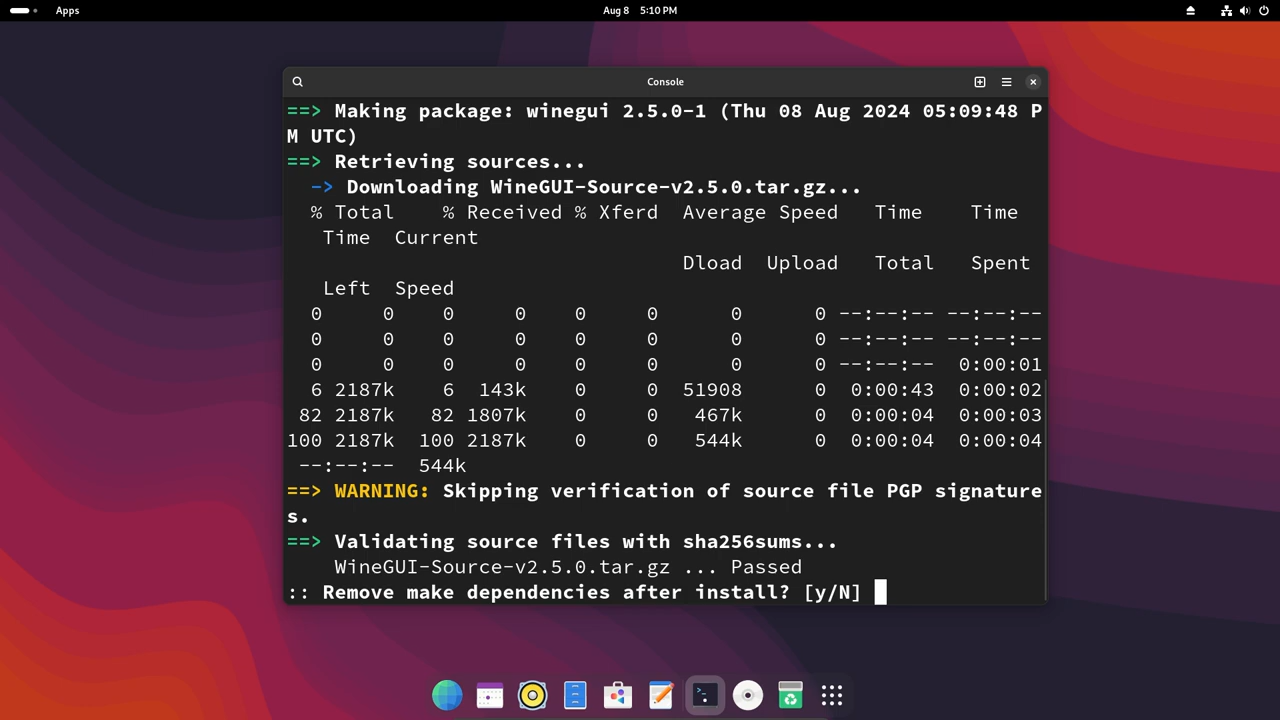 Apps
Aug 8 5:10 PM
Console
==> Making package: winegui 2.5.0-1 (Thu 08 Aug 2024 05:09:48 P
M UTC)
==> Retrieving sources...
-> Downloading WineGUI-Source-v2.5.0.tar.gz...
% Total % Received % Xferd Average Speed Time Time
Time Current
Dload Upload Total Spent
Left Speed
0 0 0 0 0 0 0 0 --:--:-- --:--:--
0 0 0 0 0 0 0 0 --:--:-- --:--:--
0 0 0 0 0 0 0 0 --:--:-- 0:00:01
6 2187k 6 143k 0 0 51908 0 0:00:43 0:00:02
82 2187k 82 1807k 0 0 467k 0 0:00:04 0:00:03
100 2187k 100 2187k 0 0 544k 0 0:00:04 0:00:04
--:--:-- 544k
==> WARNING: Skipping verification of source file PGP signature
s.
==> Validating source files with sha256sums...
WineGUI-Source-v2.5.0.tar.gz ... Passed
:: Remove make dependencies after install? [y/N]